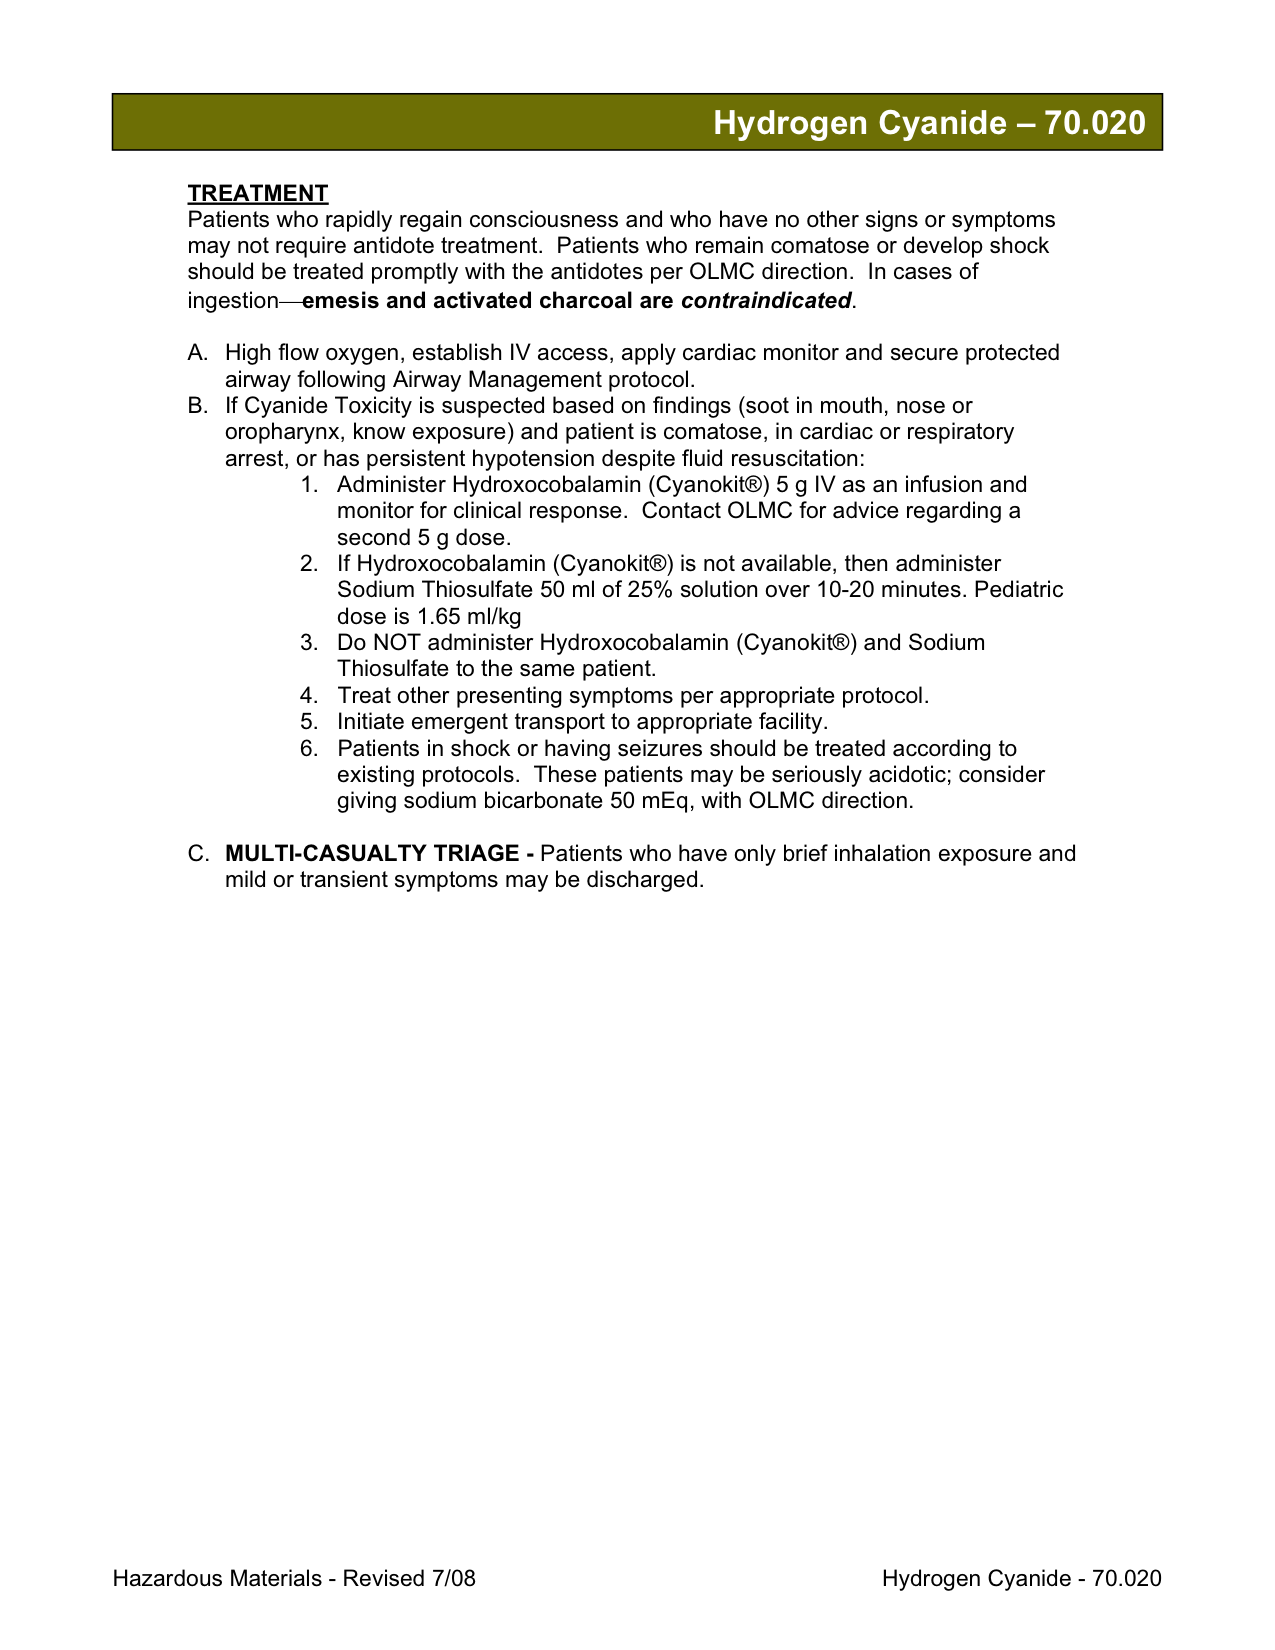 Hydrogen Cyanide – 70.020
TREATMENT
Patients who rapidly regain consciousness and who have no other signs or symptoms
may not require antidote treatment.  Patients who remain comatose or develop shock
should be treated promptly with the antidotes per OLMC direction.  In cases of
ingestion—emesis and activated charcoal are contraindicated.
A. High flow oxygen, establish IV access, apply cardiac monitor and secure protected
airway following Airway Management protocol.
B. If Cyanide Toxicity is suspected based on findings (soot in mouth, nose or
oropharynx, know exposure) and patient is comatose, in cardiac or respiratory
arrest, or has persistent hypotension despite fluid resuscitation:
1. Administer Hydroxocobalamin (Cyanokit®) 5 g IV as an infusion and
monitor for clinical response.  Contact OLMC for advice regarding a
second 5 g dose.
2. If Hydroxocobalamin (Cyanokit®) is not available, then administer
Sodium Thiosulfate 50 ml of 25% solution over 10-20 minutes. Pediatric
dose is 1.65 ml/kg
3. Do NOT administer Hydroxocobalamin (Cyanokit®) and Sodium
Thiosulfate to the same patient.
4. Treat other presenting symptoms per appropriate protocol.
5. Initiate emergent transport to appropriate facility.
6. Patients in shock or having seizures should be treated according to
existing protocols.  These patients may be seriously acidotic; consider
giving sodium bicarbonate 50 mEq, with OLMC direction.
C. MULTI-CASUALTY TRIAGE - Patients who have only brief inhalation exposure and
mild or transient symptoms may be discharged.
Hazardous Materials - Revised 7/08
Hydrogen Cyanide - 70.020